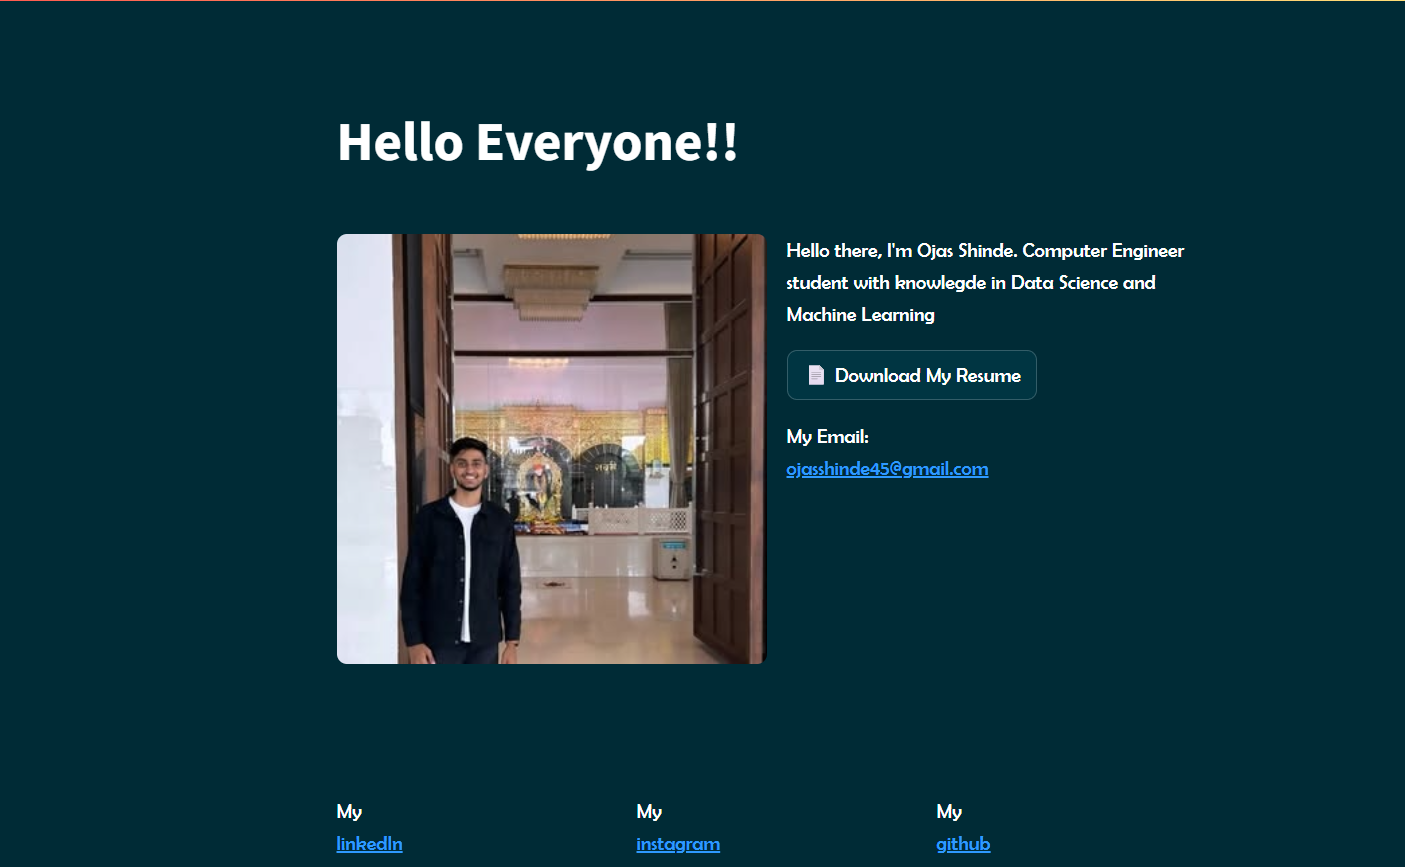 Hello Everyone!!
Hello there, I'm Ojas Shinde. Computer Engineer
student with knowlegde in Data Science and
Machine Learning
Download My Resume
My Email:
ojasshinde45@gmail.com
My
linkedIn
My
instagram
My
github